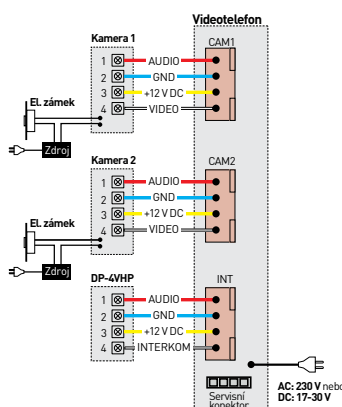 Videotelefon
Kamera 1
CAM1
1 AUDIO
2 GND
3 +12 V DC
4 VIDEO
El. zámek
Zdroj
Kamera 2
CAM2
1 AUDIO
2 GND
3 +12 V DC
4 VIDEO
El. zámek
Zdroj
DP-4VHP
INT
1 AUDIO
2 GND
3 +12 V DC
4 INTERKOM
AC: 230 V nebo
DC: 17-30 V
Servisní
konektor